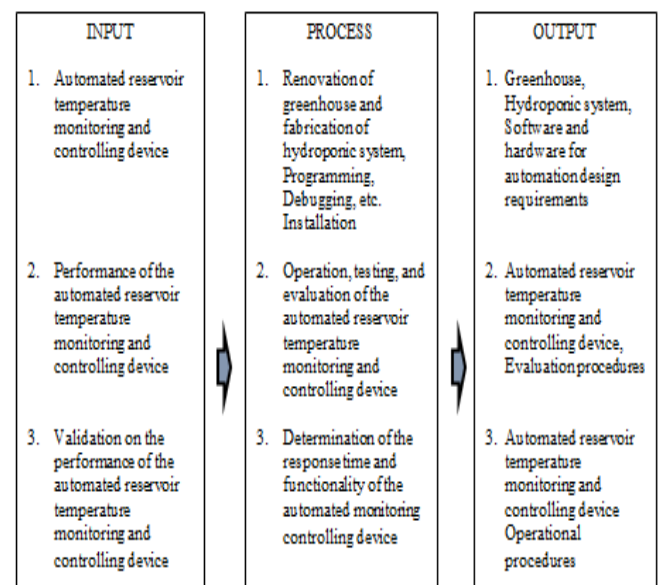 INPUT
1. Automated reservoir
temperature
monitoring and
controlling device
2. Performance of the
automated reservoir
temperature
monitoring and
controlling device
3. Validation on the
performance of the
automated reservoir
temperature
monitoring and
controlling device
PROCESS
1. Renovation of
greenhouse and
fabrication of
hydroponic system,
Programming,
Debugging, etc.
Installation
2. Operation, testing, and
evaluation of the
automated reservoir
temperature
monitoring and
controlling device
3. Determination of the
response time and
functionality of the
automated monitoring
controlling device
OUTPUT
1. Greenhouse,
Hydroponic system,
Software and
hardware for
automation design
requirements
2. Automated reservoir
temperature
monitoring and
controlling device,
Evaluation procedures
3. Automated reservoir
temperature
monitoring and
controlling device
Operational
procedures